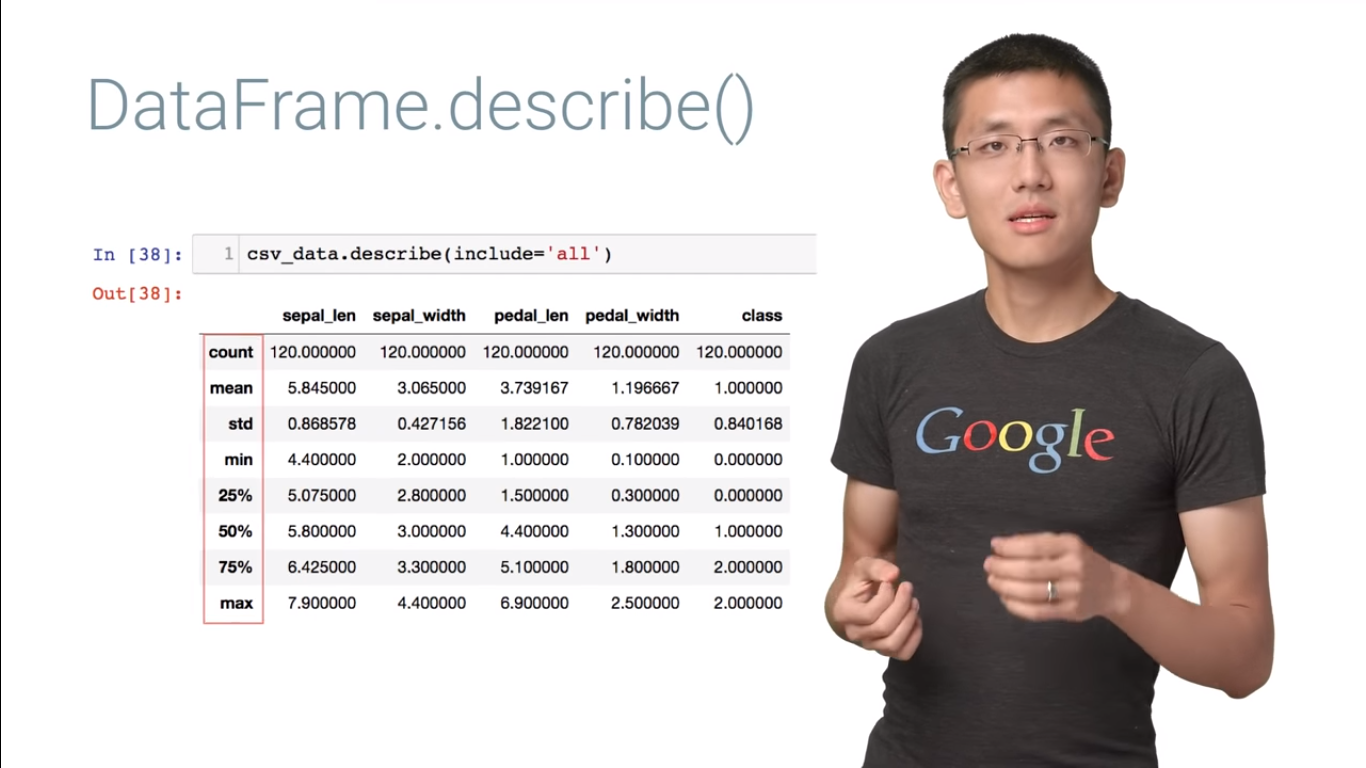 DataFrame.describe()
In [38]: 1 csv_data.describe(include='all')
Out[38]:
sepal_len sepal_width pedal_len pedal_width class
count 120.000000 120.000000 120.000000 120.000000 120.000000
mean 5.845000 3.065000 3.739167 1.196667 1.000000
std 0.868578 0.427156 1.822100 0.782039 0.840168
min 4.400000 2.000000 1.000000 0.100000 0.000000
25% 5.075000 2.800000 1.500000 0.300000 0.000000
50% 5.800000 3.000000 4.400000 1.300000 1.000000
75% 6.425000 3.300000 5.100000 1.800000 2.000000
max 7.900000 4.400000 6.900000 2.500000 2.000000
Google